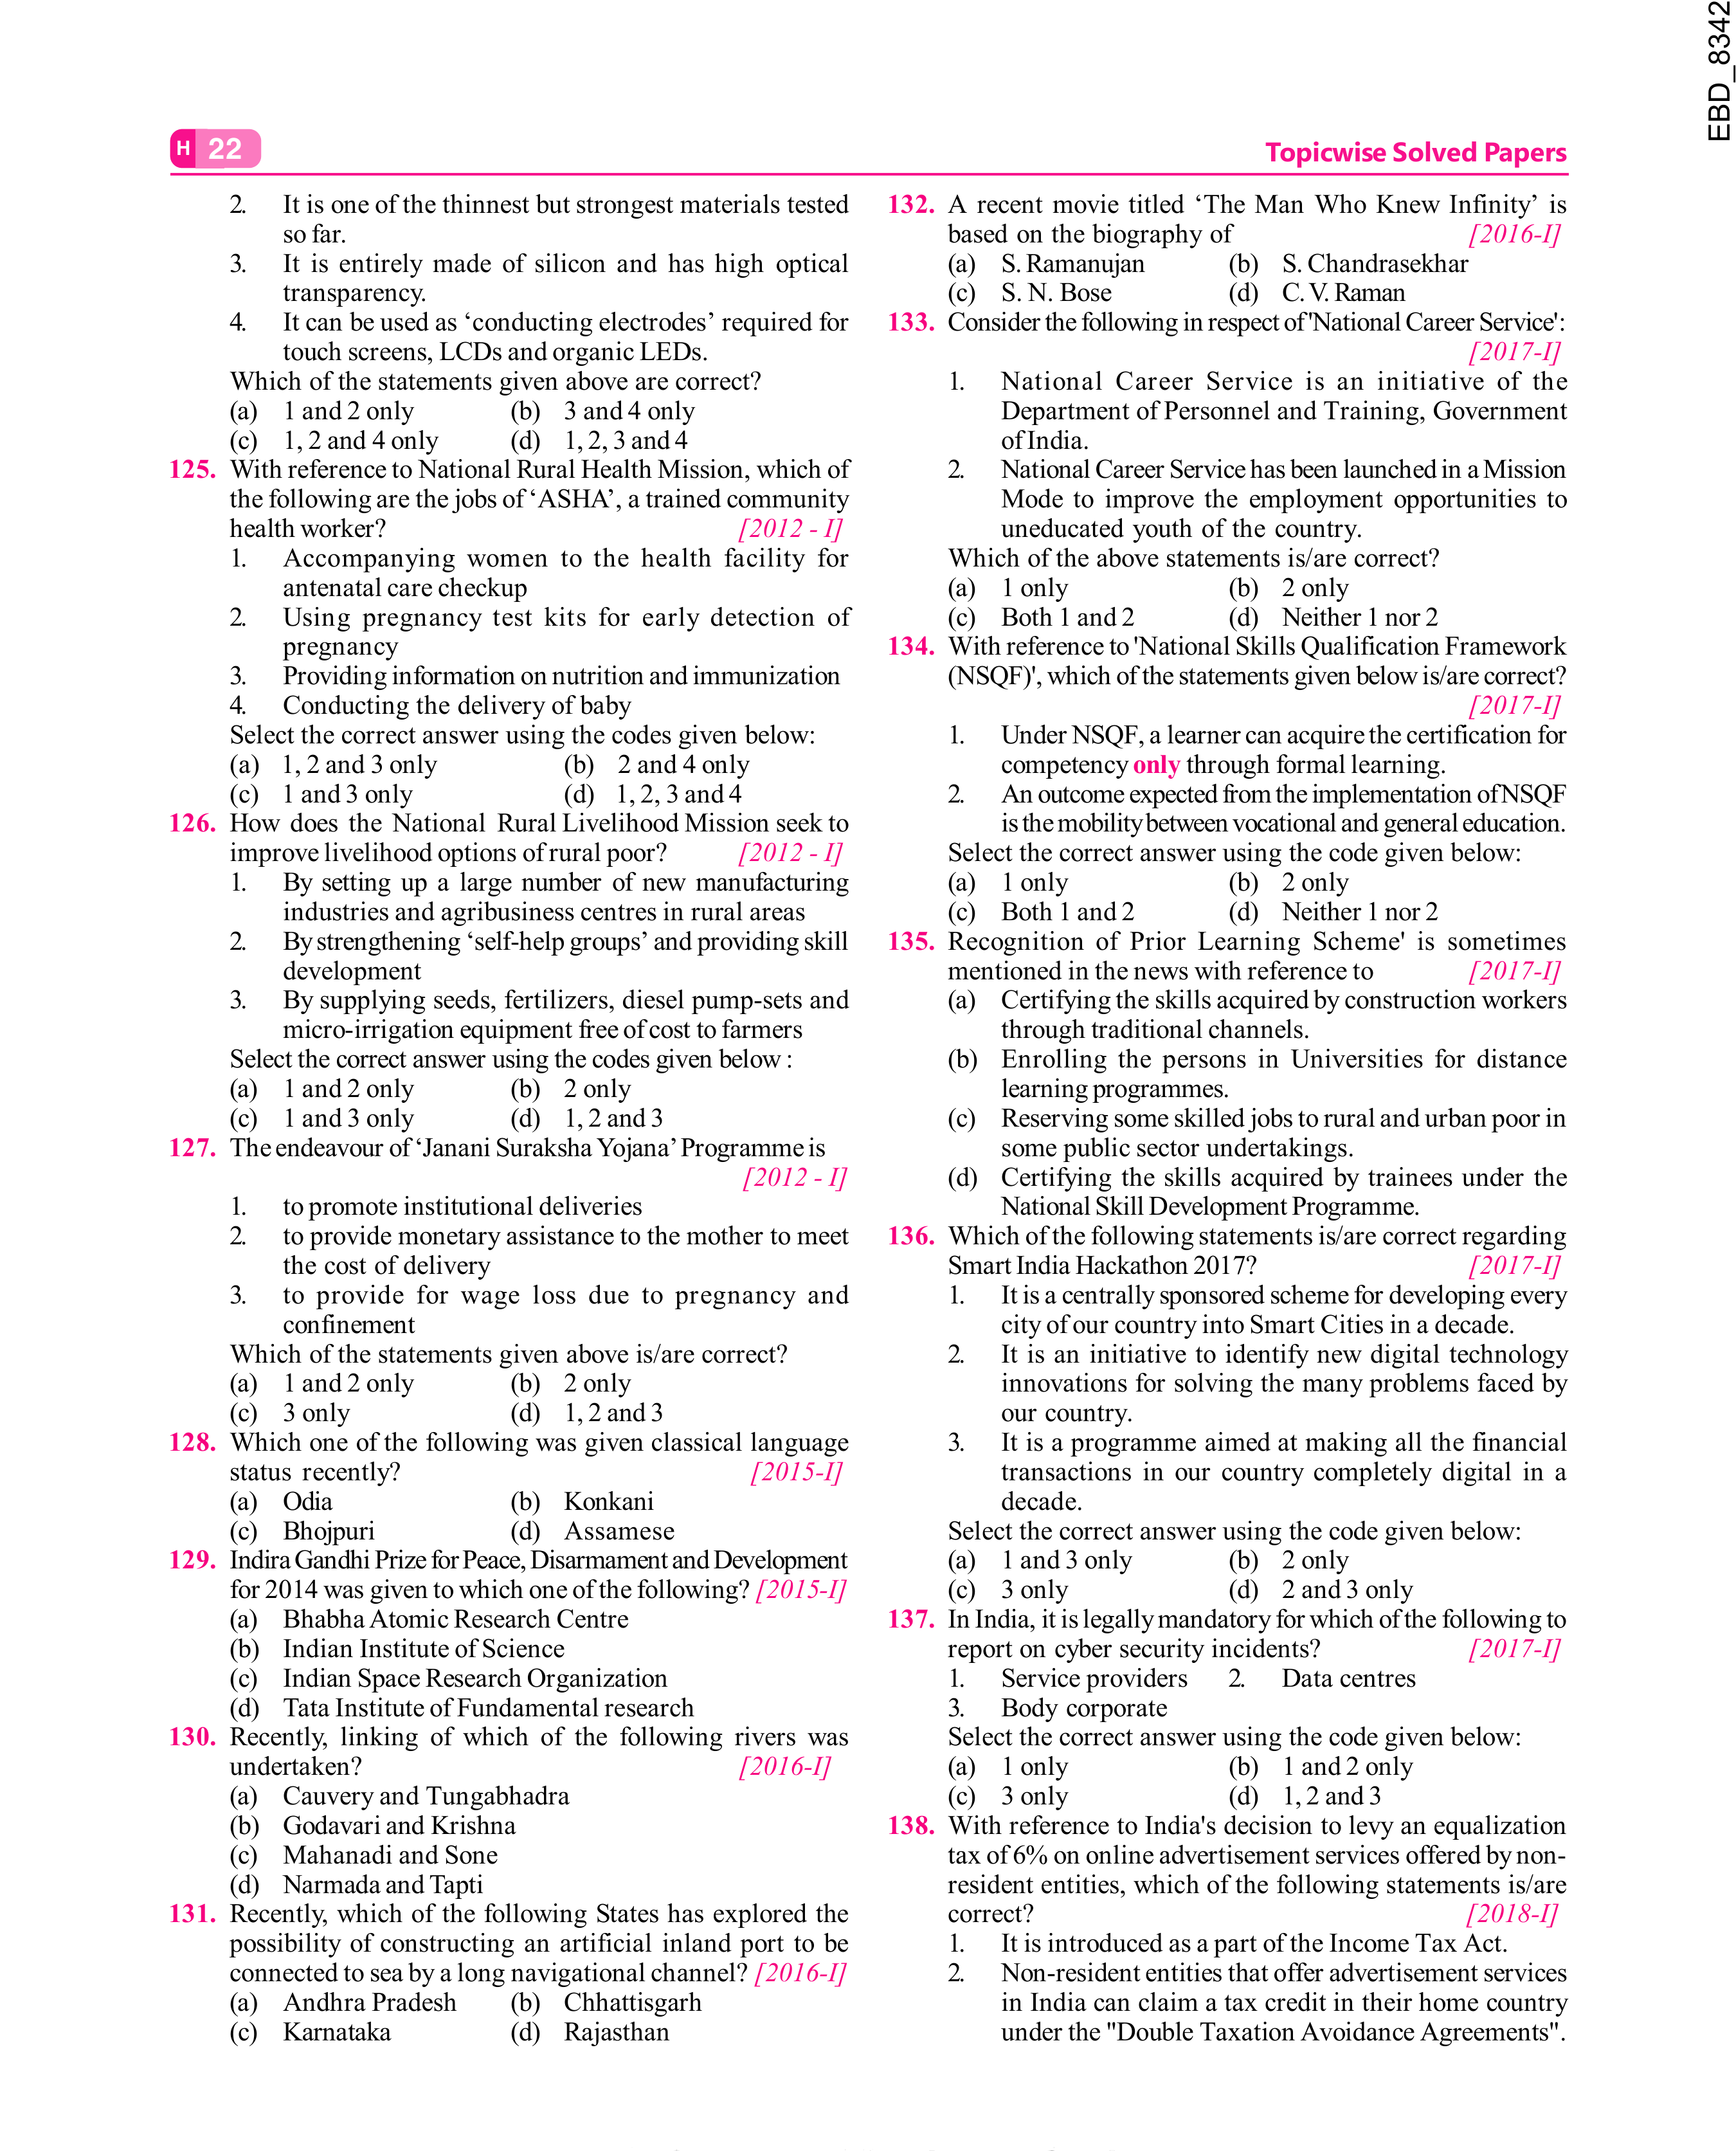 EBD_8342
H 22
Topicwise Solved Papers
2. It is one of the thinnest but strongest materials tested
so far.
3. It is entirely made of silicon and has high optical
transparency.
4. It can be used as ‘conducting electrodes’ required for
touch screens, LCDs and organic LEDs.
Which of the statements given above are correct?
(a) 1 and 2 only (b) 3 and 4 only
(c) 1, 2 and 4 only (d) 1, 2, 3 and 4
125. With reference to National Rural Health Mission, which of
the following are the jobs of ‘ASHA’, a trained community
health worker? [2012 - I]
1. Accompanying women to the health facility for
antenatal care checkup
2. Using pregnancy test kits for early detection of
pregnancy
3. Providing information on nutrition and immunization
4. Conducting the delivery of baby
Select the correct answer using the codes given below:
(a) 1, 2 and 3 only (b) 2 and 4 only
(c) 1 and 3 only (d) 1, 2, 3 and 4
126. How does the National Rural Livelihood Mission seek to
improve livelihood options of rural poor? [2012 - I]
1. By setting up a large number of new manufacturing
industries and agribusiness centres in rural areas
2. By strengthening ‘self-help groups’ and providing skill
development
3. By supplying seeds, fertilizers, diesel pump-sets and
micro-irrigation equipment free of cost to farmers
Select the correct answer using the codes given below :
(a) 1 and 2 only (b) 2 only
(c) 1 and 3 only (d) 1, 2 and 3
127. The endeavour of ‘Janani Suraksha Yojana’ Programme is
[2012 - I]
1. to promote institutional deliveries
2. to provide monetary assistance to the mother to meet
the cost of delivery
3. to provide for wage loss due to pregnancy and
confinement
Which of the statements given above is/are correct?
(a) 1 and 2 only (b) 2 only
(c) 3 only (d) 1, 2 and 3
128. Which one of the following was given classical language
status recently? [2015-I]
(a) Odia (b) Konkani
(c) Bhojpuri (d) Assamese
129. Indira Gandhi Prize for Peace, Disarmament and Development
for 2014 was given to which one of the following? [2015-I]
(a) Bhabha Atomic Research Centre
(b) Indian Institute of Science
(c) Indian Space Research Organization
(d) Tata Institute of Fundamental research
130. Recently, linking of which of the following rivers was
undertaken? [2016-I]
(a) Cauvery and Tungabhadra
(b) Godavari and Krishna
(c) Mahanadi and Sone
(d) Narmada and Tapti
131. Recently, which of the following States has explored the
possibility of constructing an artificial inland port to be
connected to sea by a long navigational channel? [2016-I]
(a) Andhra Pradesh (b) Chhattisgarh
(c) Karnataka (d) Rajasthan
132. A recent movie titled ‘The Man Who Knew Infinity’ is
based on the biography of [2016-I]
(a) S. Ramanujan (b) S. Chandrasekhar
(c) S. N. Bose (d) C. V. Raman
133. Consider the following in respect of 'National Career Service':
[2017-I]
1. National Career Service is an initiative of the
Department of Personnel and Training, Government
of India.
2. National Career Service has been launched in a Mission
Mode to improve the employment opportunities to
uneducated youth of the country.
Which of the above statements is/are correct?
(a) 1 only (b) 2 only
(c) Both 1 and 2 (d) Neither 1 nor 2
134. With reference to 'National Skills Qualification Framework
(NSQF)', which of the statements given below is/are correct?
[2017-I]
1. Under NSQF, a learner can acquire the certification for
competency only through formal learning.
2. An outcome expected from the implementation of NSQF
is the mobility between vocational and general education.
Select the correct answer using the code given below:
(a) 1 only (b) 2 only
(c) Both 1 and 2 (d) Neither 1 nor 2
135. Recognition of Prior Learning Scheme' is sometimes
mentioned in the news with reference to [2017-I]
(a) Certifying the skills acquired by construction workers
through traditional channels.
(b) Enrolling the persons in Universities for distance
learning programmes.
(c) Reserving some skilled jobs to rural and urban poor in
some public sector undertakings.
(d) Certifying the skills acquired by trainees under the
National Skill Development Programme.
136. Which of the following statements is/are correct regarding
Smart India Hackathon 2017? [2017-I]
1. It is a centrally sponsored scheme for developing every
city of our country into Smart Cities in a decade.
2. It is an initiative to identify new digital technology
innovations for solving the many problems faced by
our country.
3. It is a programme aimed at making all the financial
transactions in our country completely digital in a
decade.
Select the correct answer using the code given below:
(a) 1 and 3 only (b) 2 only
(c) 3 only (d) 2 and 3 only
137. In India, it is legally mandatory for which of the following to
report on cyber security incidents? [2017-I]
1. Service providers 2. Data centres
3. Body corporate
Select the correct answer using the code given below:
(a) 1 only (b) 1 and 2 only
(c) 3 only (d) 1, 2 and 3
138. With reference to India's decision to levy an equalization
tax of 6% on online advertisement services offered by non-
resident entities, which of the following statements is/are
correct? [2018-I]
1. It is introduced as a part of the Income Tax Act.
2. Non-resident entities that offer advertisement services
in India can claim a tax credit in their home country
under the "Double Taxation Avoidance Agreements".